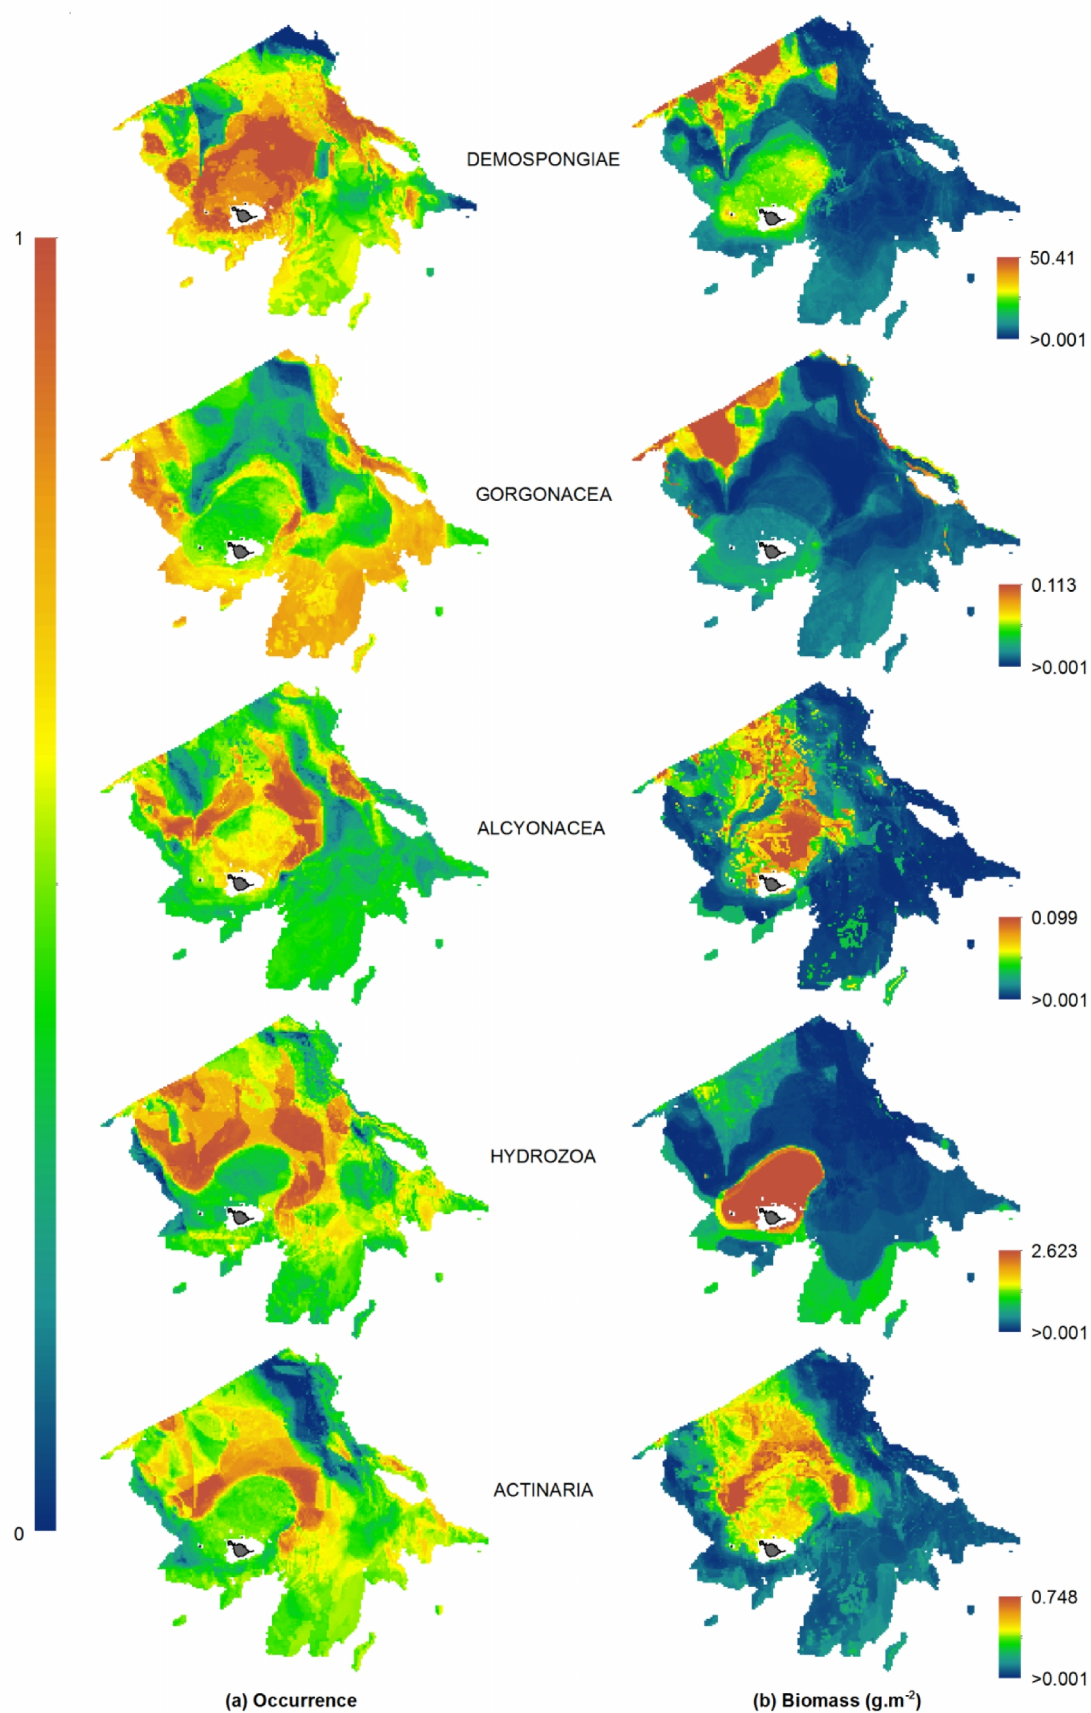 DEMOSPONGIAE
1
50.41
>0.001
GORGONACEA
0.113
>0.001
ALCYONACEA
0.099
>0.001
HYDROZOA
2.623
>0.001
ACTINARIA
0
0.748
>0.001
(a) Occurrence
(b) Biomass (g.m-2)